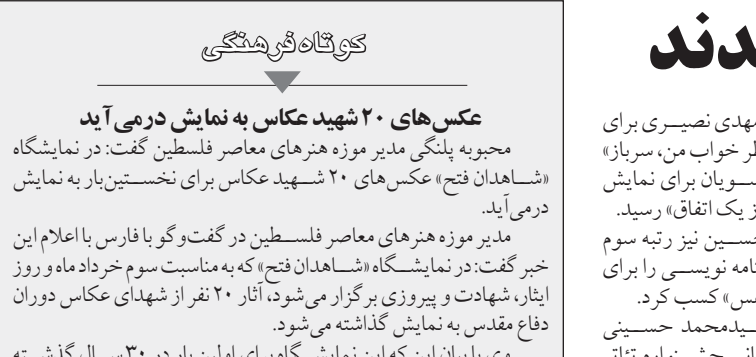 کوتاه فرهنگی
عکس‌های ۲۰ شهید عکاس به نمایش درمی‌آید
محبوبه پلنگی مدیر موزه هنرهای معاصر فلسطین گفت: در نمایشگاه
«شاهدان فتح» عکس‌های ۲۰ شهید عکاس برای نخستین‌بار به نمایش
درمی‌آید.
مدیر موزه هنرهای معاصر فلسطین در گفت‌وگو با فارس با اعلام این
خبر گفت: در نمایشگاه «شاهدان فتح» که به مناسبت سوم خرداد ماه و روز
ایثار، شهادت و پیروزی برگزار می‌شود، آثار ۲۰ نفر از شهدای عکاس دوران
دفاع مقدس به نمایش گذاشته می‌شود.
مهدی نصیری برای
خواب من، سرباز»
سویان برای نمایش
ز یک اتفاق» رسید.
حسین نیز رتبه سوم
نامه نویسی را برای
کسب کرد.
سیدمحمد حسینی